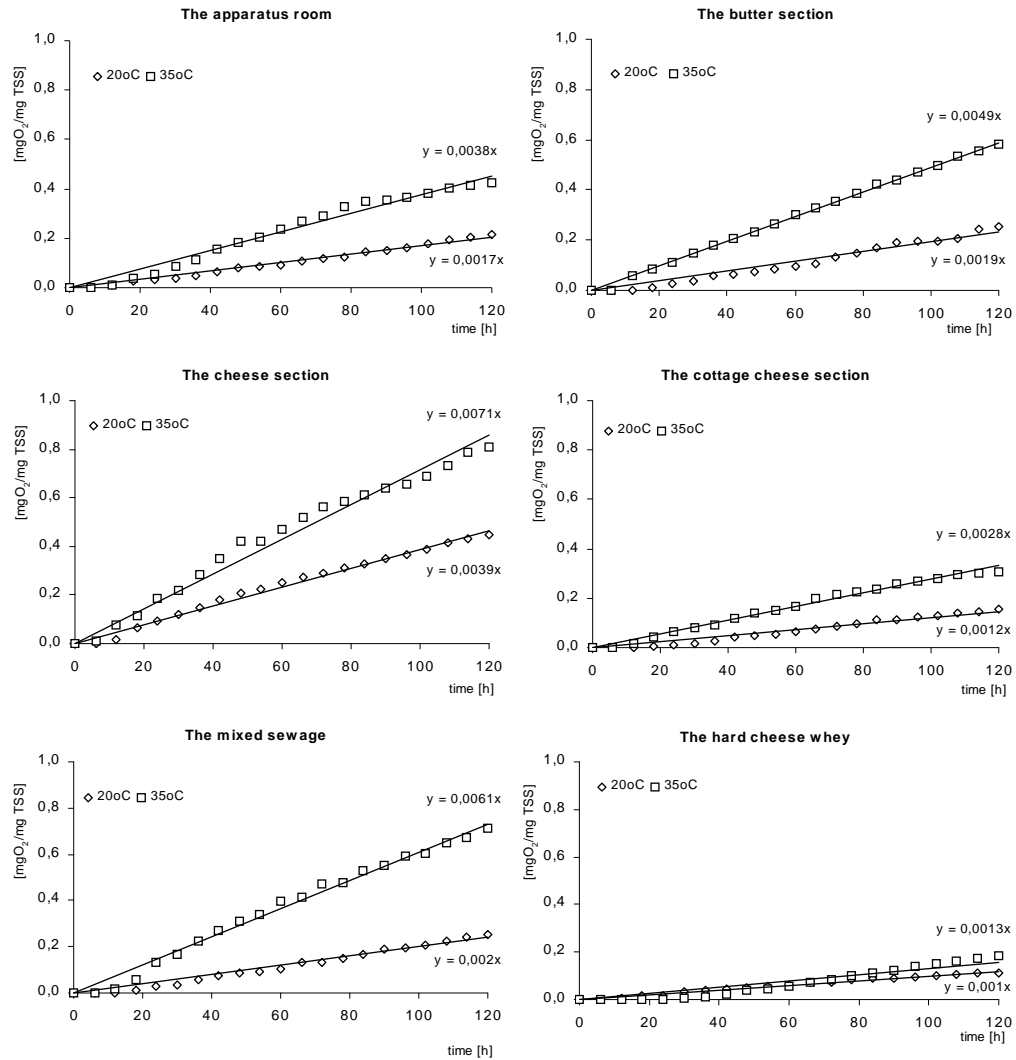 The apparatus room
[mgO2/mg TSS]
1,0
0,8
0,6
0,4
0,2
0,0
20oC 35oC
y = 0,0038x
y = 0,0017x
0 20 40 60 80 100 120
time [h]
The butter section
[mgO2/mg TSS]
1,0
0,8
0,6
0,4
0,2
0,0
20oC 35oC
y = 0,0049x
y = 0,0019x
0 20 40 60 80 100 120
time [h]
The cheese section
[mgO2/mg TSS]
1,0
0,8
0,6
0,4
0,2
0,0
20oC 35oC
y = 0,0071x
y = 0,0039x
0 20 40 60 80 100 120
time [h]
The cottage cheese section
[mgO2/mg TSS]
1,0
0,8
0,6
0,4
0,2
0,0
20oC 35oC
y = 0,0028x
y = 0,0012x
0 20 40 60 80 100 120
time [h]
The mixed sewage
[mgO2/mg TSS]
1,0
0,8
0,6
0,4
0,2
0,0
20oC 35oC
y = 0,0061x
y = 0,002x
0 20 40 60 80 100 120
time [h]
The hard cheese whey
[mgO2/mg TSS]
1,0
0,8
0,6
0,4
0,2
0,0
20oC 35oC
y = 0,0013x
y = 0,001x
0 20 40 60 80 100 120
time [h]